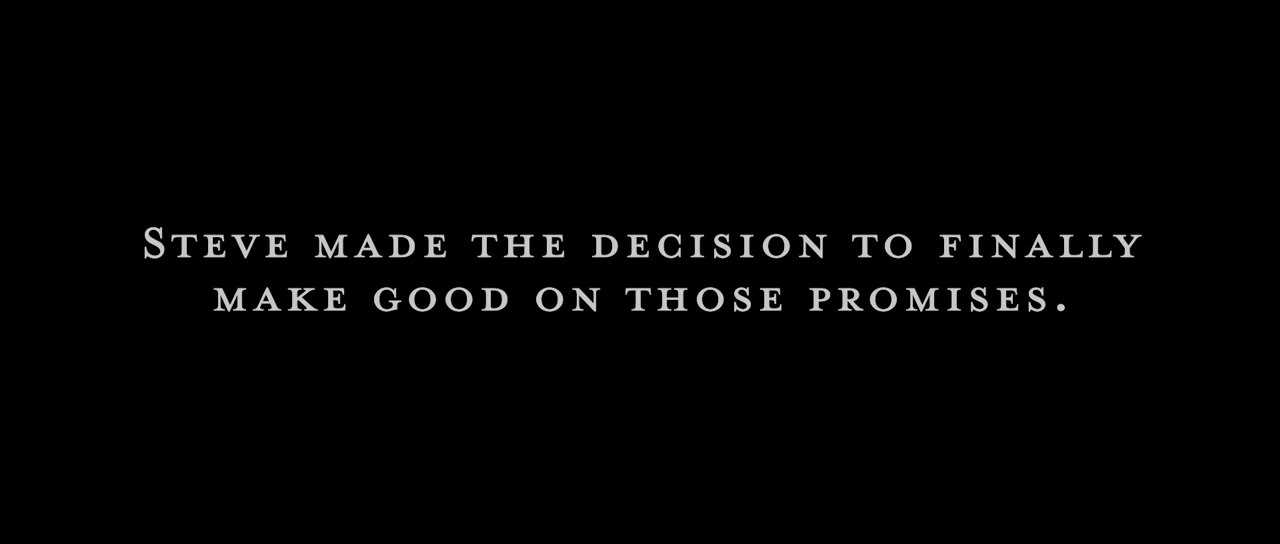 Steve made the decision to finally
make good on those promises.